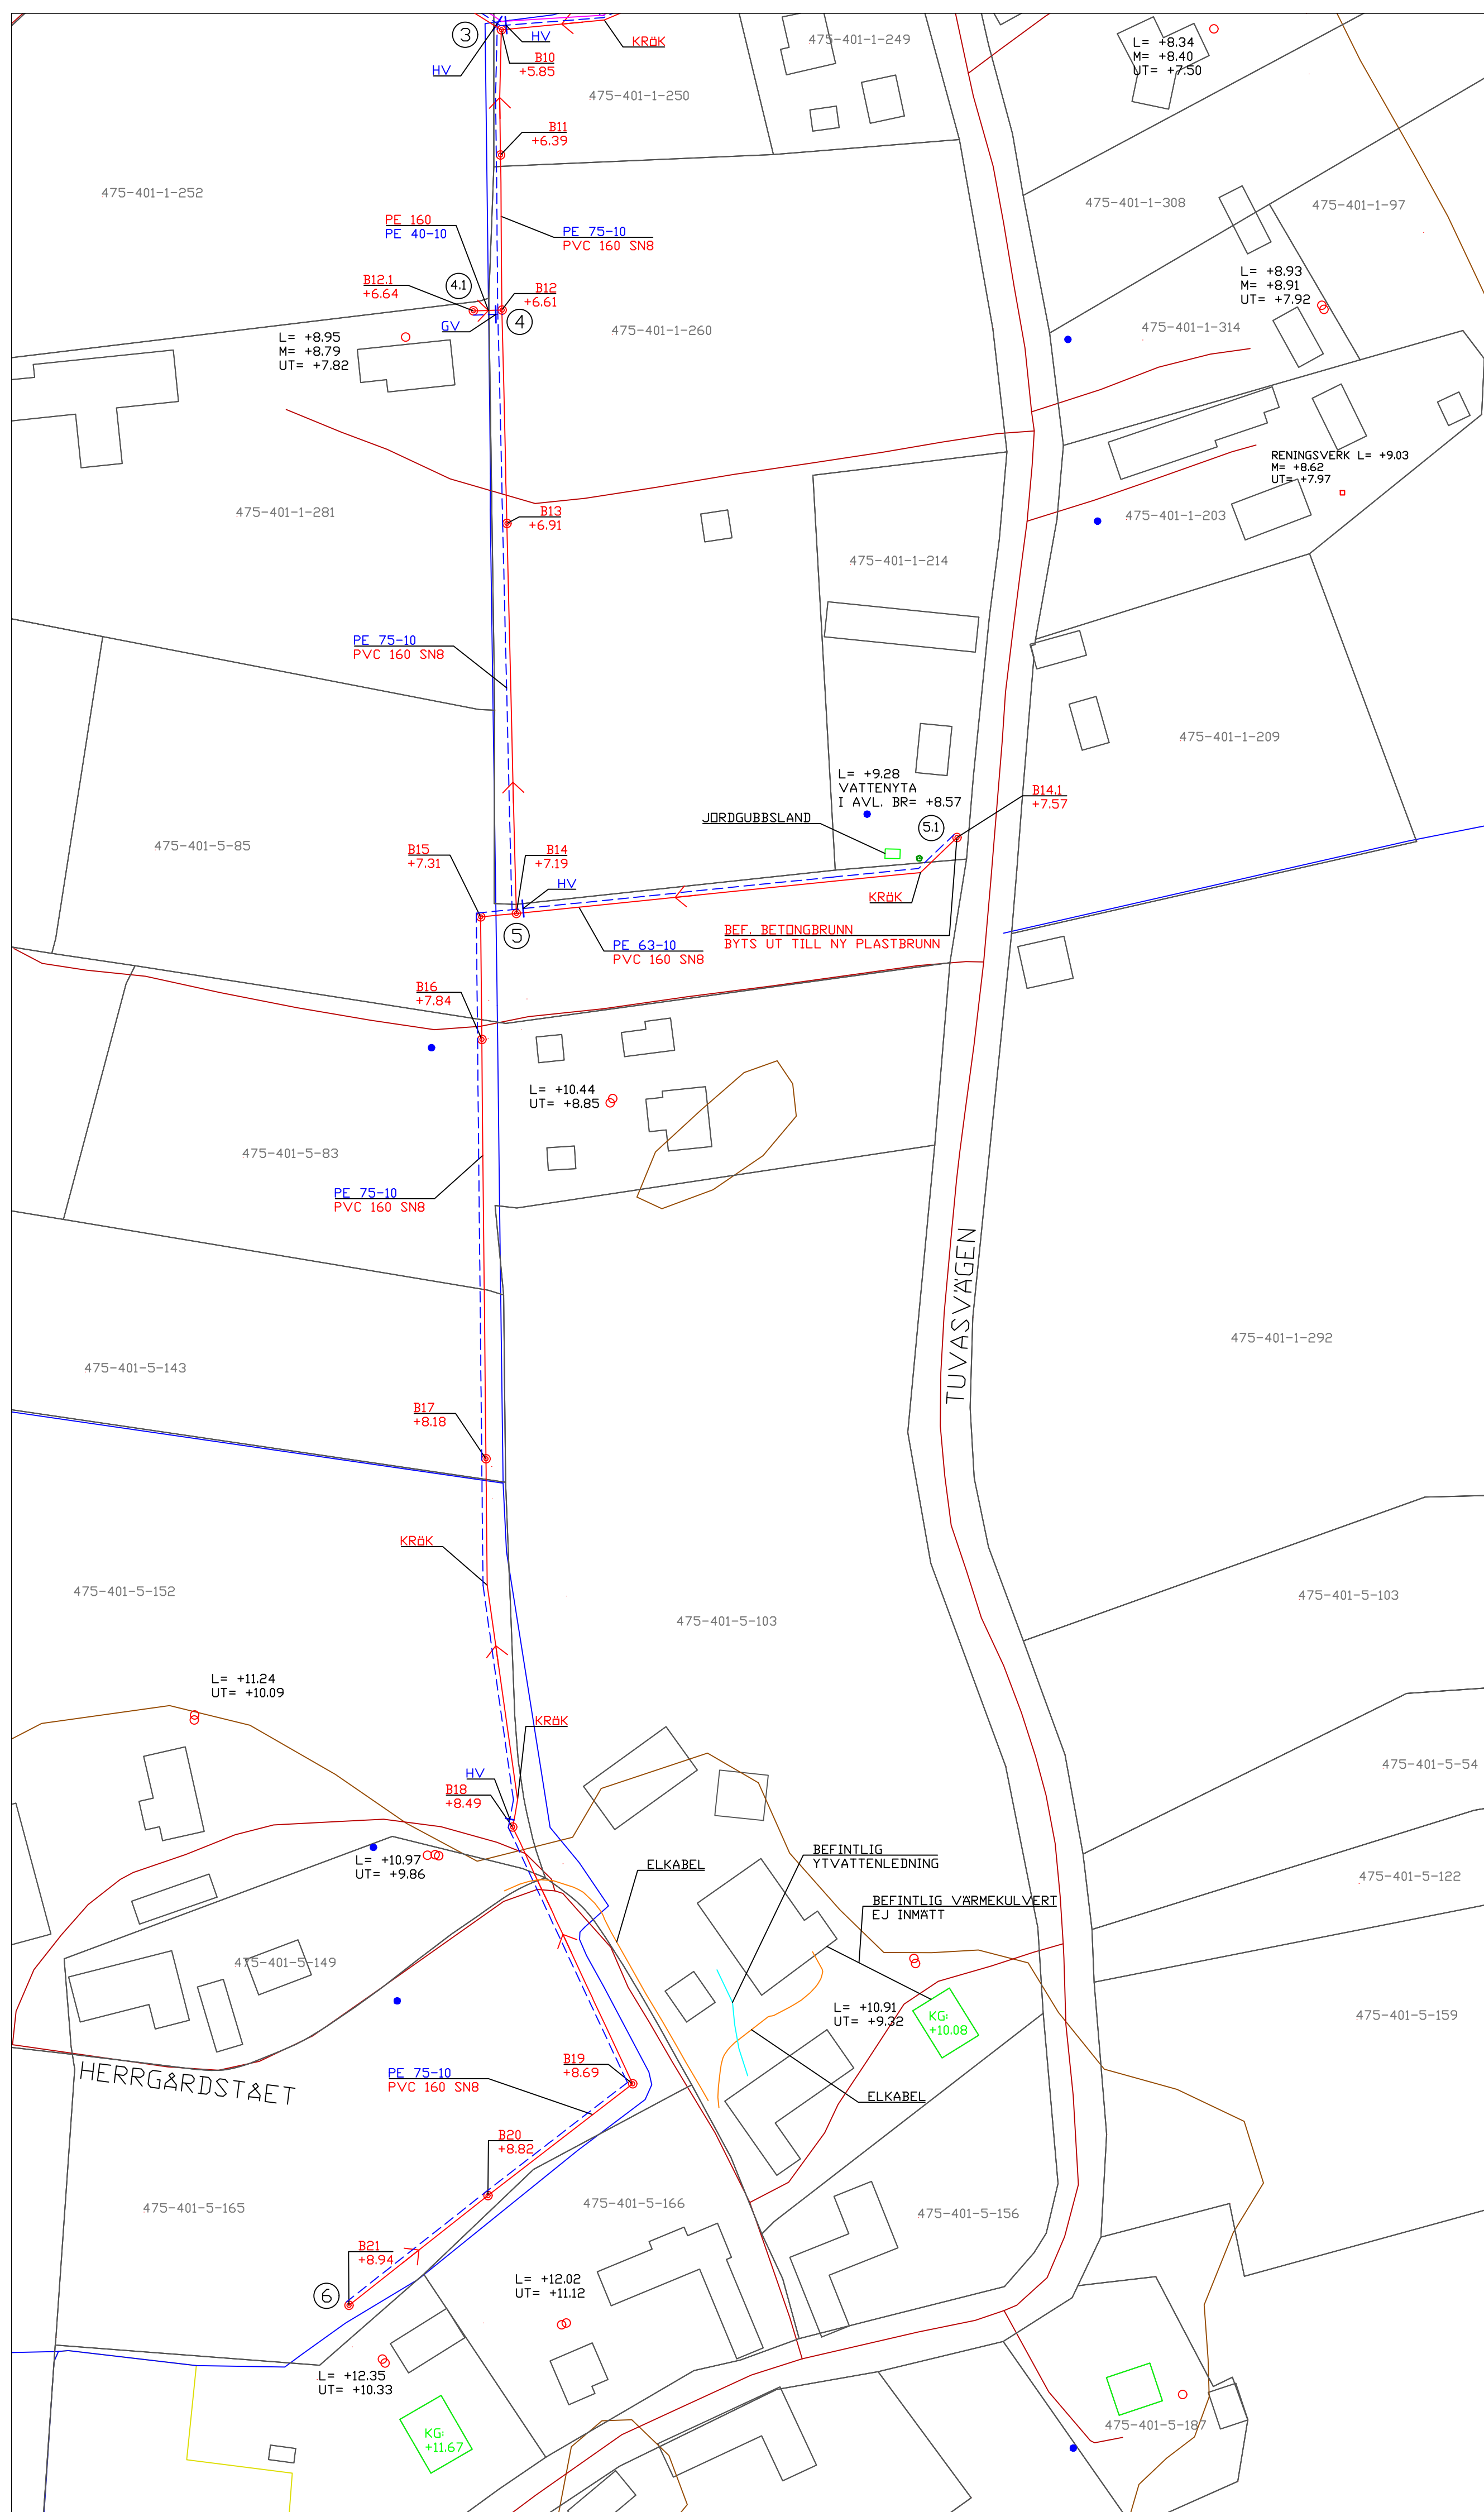 3
HV
KRÖK
475-401-1-249
L= +8.34
M= +8.40
UT= +7.50
HV
B10
+5.85
475-401-1-250
B11
+6.39
475-401-1-252
475-401-1-308
475-401-1-97
PE 160
PE 40-10
PE 75-10
PVC 160 SN8
B12.1
+6.64
4.1
B12
+6.61
L= +8.93
M= +8.91
UT= +7.92
GV
4
475-401-1-260
475-401-1-314
L= +8.95
M= +8.79
UT= +7.82
RENINGSVERK L= +9.03
M= +8.62
UT= +7.97
475-401-1-281
B13
+6.91
475-401-1-203
475-401-1-214
PE 75-10
PVC 160 SN8
475-401-1-209
L= +9.28
VATTENYTA
I AVL. BR= +8.57
B14.1
+7.57
JORDGUBBSLAND
5.1
475-401-5-85
B15
+7.31
B14
+7.19
HV
KRÖK
5
PE 63-10
PVC 160 SN8
BEF. BETONGBRUNN
BYTS UT TILL NY PLASTBRUNN
B16
+7.84
L= +10.44
UT= +8.85
475-401-5-83
PE 75-10
PVC 160 SN8
TUVASVÄGEN
475-401-1-292
475-401-5-143
B17
+8.18
KRÖK
475-401-5-152
475-401-5-103
475-401-5-103
L= +11.24
UT= +10.09
KRÖK
475-401-5-54
HV
B18
+8.49
BEFINTLIG
YTVATTENLEDNING
L= +10.97
UT= +9.86
ELKABEL
475-401-5-122
BEFINTLIG VÄRMEKULVERT
EJ INMÄTT
475-401-5-149
L= +10.91
UT= +9.32
KG:
+10.08
475-401-5-159
HERRGÅRDSTÅET
PE 75-10
PVC 160 SN8
B19
+8.69
ELKABEL
B20
+8.82
475-401-5-165
475-401-5-166
475-401-5-156
B21
+8.94
6
L= +12.02
UT= +11.12
L= +12.35
UT= +10.33
KG:
+11.67
475-401-5-187